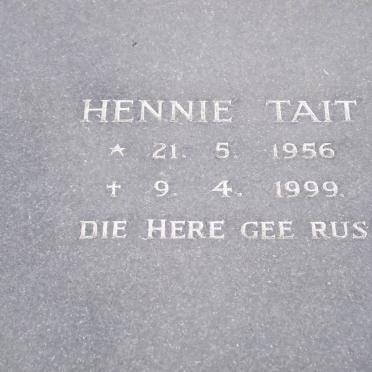 HENNIE TAIT
* 21. 5. 1956
† 9. 4. 1999.
DIE HERE GEE RUS